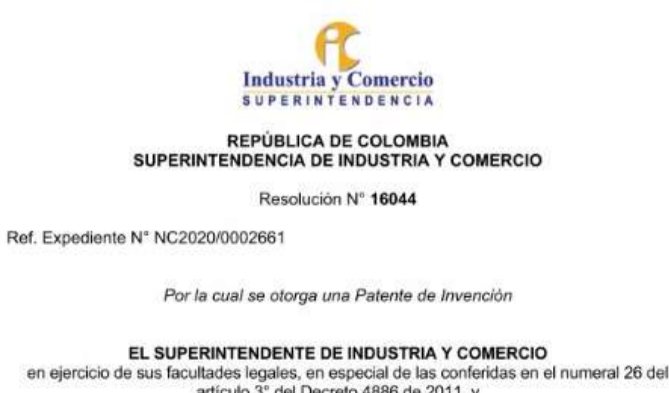 Industria y Comercio
SUPERINTENDENCIA
REPÚBLICA DE COLOMBIA
SUPERINTENDENCIA DE INDUSTRIA Y COMERCIO
Resolución N° 16044
Ref. Expediente N° NC2020/0002661
Por la cual se otorga una Patente de Invención
EL SUPERINTENDENTE DE INDUSTRIA Y COMERCIO
en ejercicio de sus facultades legales, en especial de las conferidas en el numeral 26 del
artículo 3° del Decreto 4886 de 2011, y